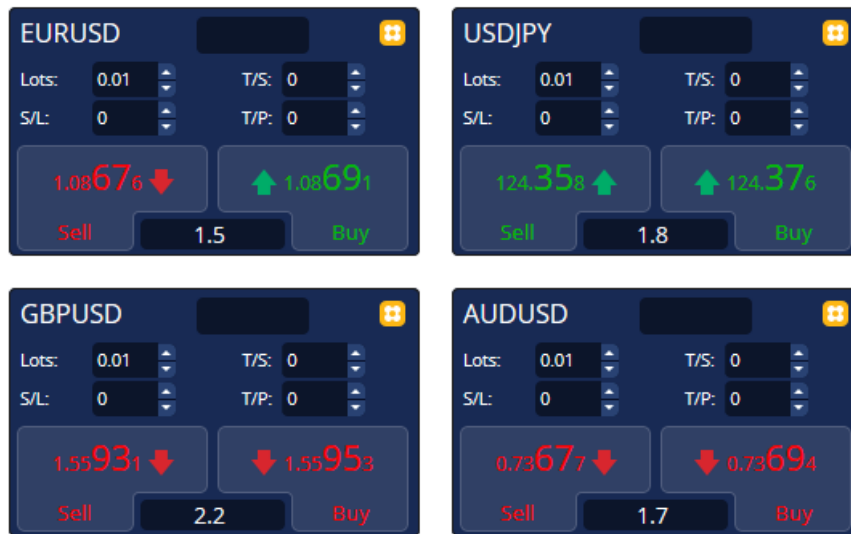 EURUSD
Lots: 0.01 T/S: 0
S/L: 0 T/P: 0
1.08676 1.08691
Sell 1.5 Buy
USDJPY
Lots: 0.01 T/S: 0
S/L: 0 T/P: 0
124.358 124.376
Sell 1.8 Buy
GBPUSD
Lots: 0.01 T/S: 0
S/L: 0 T/P: 0
1.55931 1.55953
Sell 2.2 Buy
AUDUSD
Lots: 0.01 T/S: 0
S/L: 0 T/P: 0
0.73677 0.73694
Sell 1.7 Buy